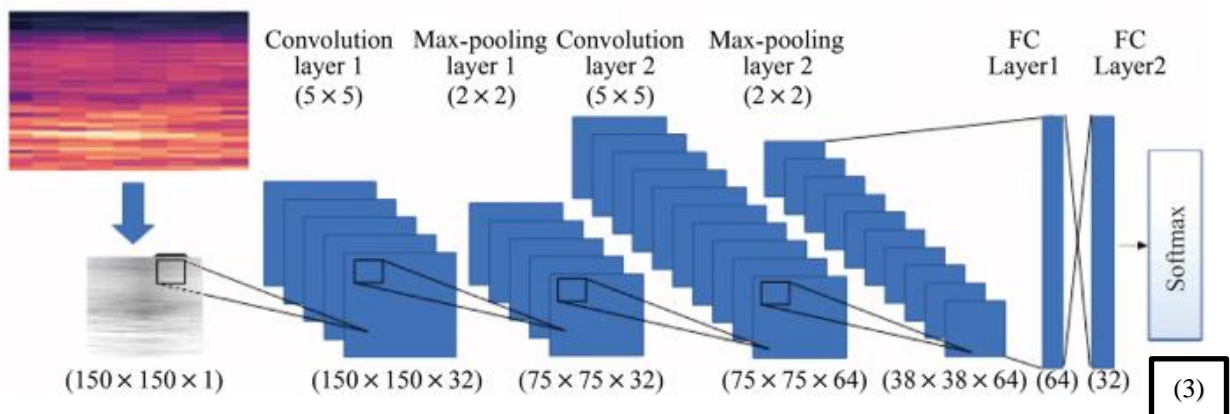 Convolution
layer 1
(5 × 5)
Max-pooling
layer 1
(2 × 2)
Convolution
layer 2
(5 × 5)
Max-pooling
layer 2
(2 × 2)
FC
Layer1
FC
Layer2
Softmax
(150 × 150 × 1)
(150 × 150 × 32)
(75 × 75 × 32)
(75 × 75 × 64)
(38 × 38 × 64)
(64)
(32)
(3)